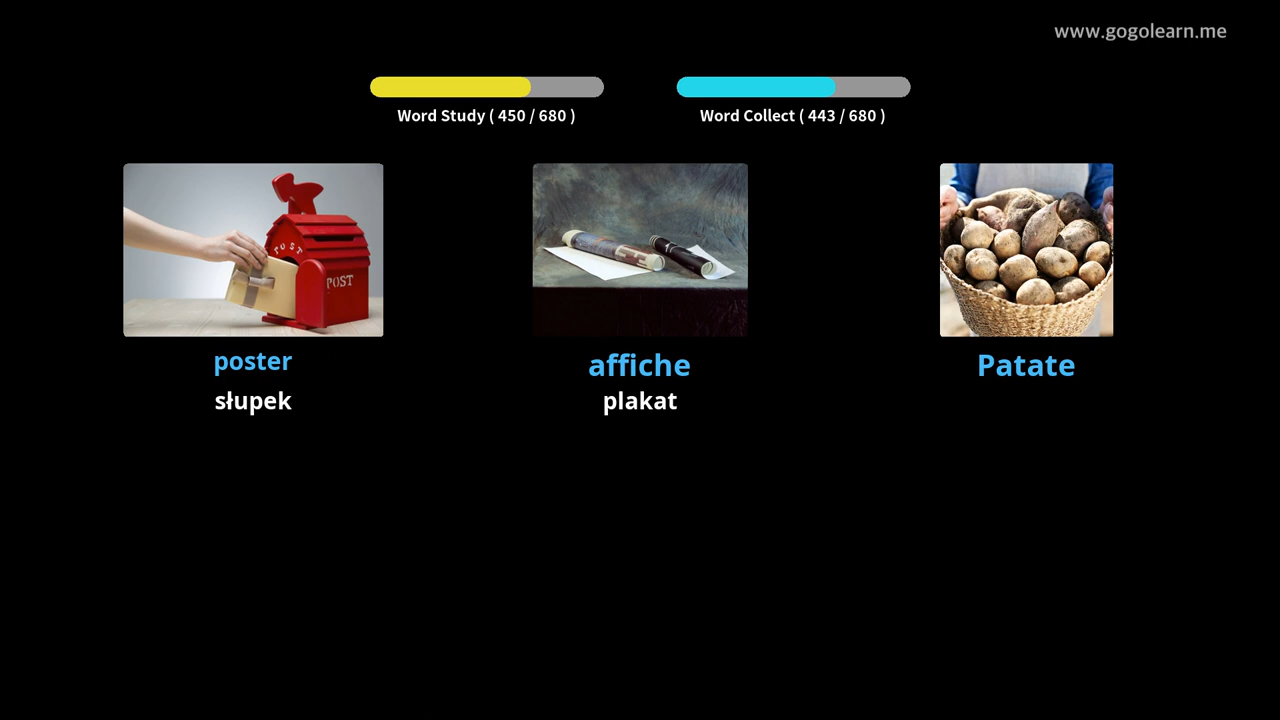 www.gogolearn.me
Word Study ( 450 / 680 )
Word Collect ( 443 / 680 )
POST
POST
poster
affiche
Patate
słupek
plakat